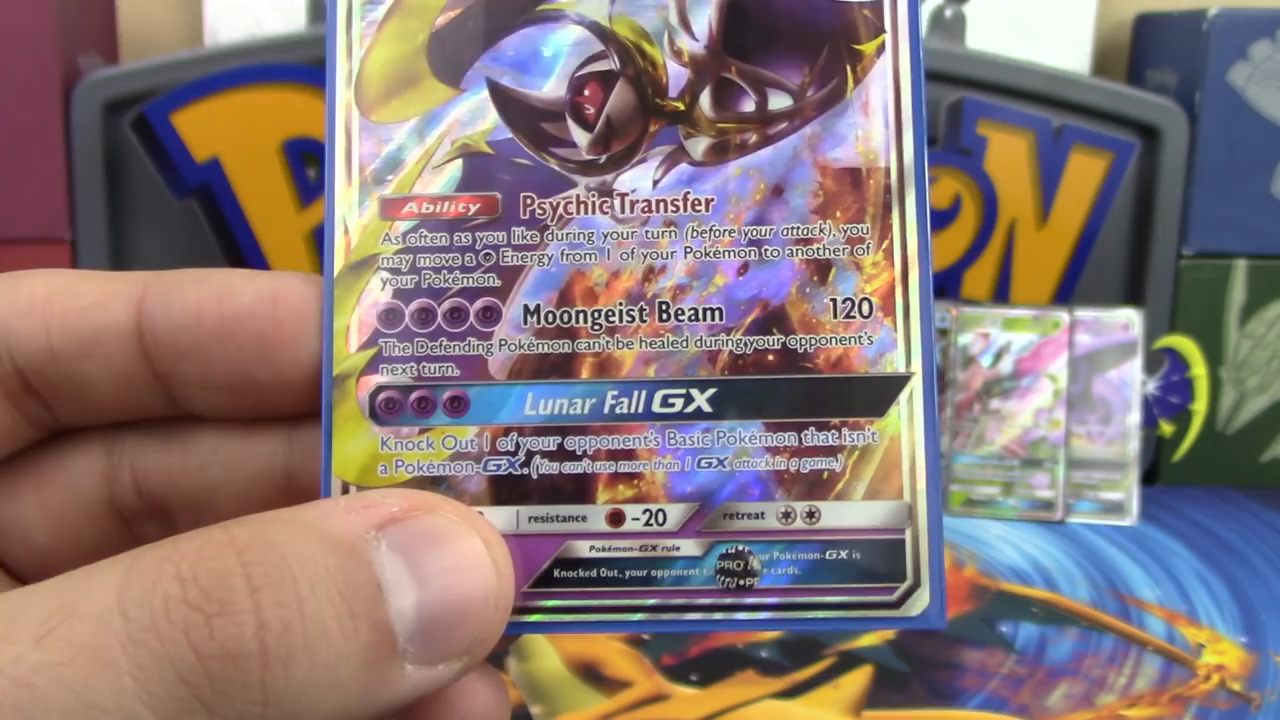 Ability Psychic Transfer
As often as you like during your turn (before your attack), you
may move a Energy from 1 of your Pokémon to another of
your Pokémon.
Moongeist Beam 120
The Defending Pokémon can't be healed during your opponent's
next turn.
Lunar Fall GX
Knock Out 1 of your opponent's Basic Pokémon that isn't
a Pokémon-GX. (You can't use more than 1 GX attack in a game.)
resistance -20 retreat
Pokémon-GX rule
Pokémon-GX is
Knocked Out, your opponent cards.
PRO